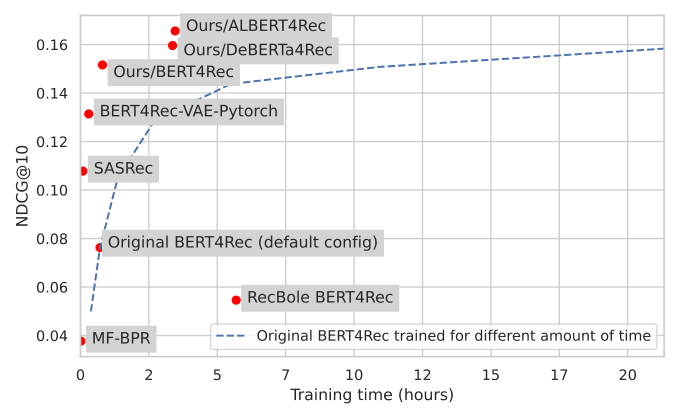 Ours/ALBERT4Rec
0.16
Ours/DeBERTa4Rec
Ours/BERT4Rec
0.14
BERT4Rec-VAE-Pytorch
0.12
SASRec
0.10
NDCG@10
0.08
Original BERT4Rec (default config)
0.06
RecBole BERT4Rec
0.04
MF-BPR
Original BERT4Rec trained for different amount of time
0 2 5 7 10 12 15 17 20
Training time (hours)